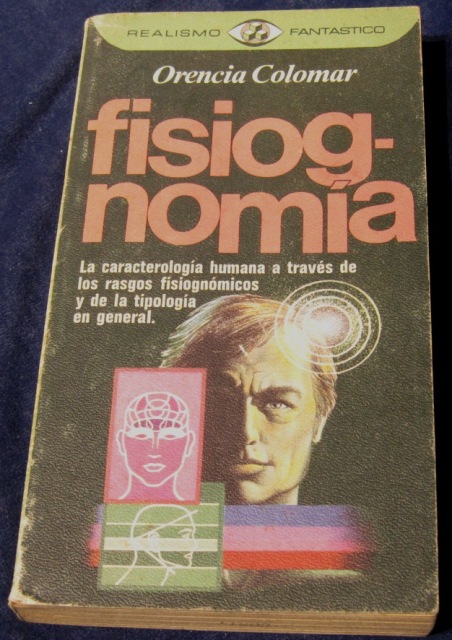 REALISMO FANTASTICO
Orencia Colomar
fisiog-
nomía
La caracterología humana a través de
los rasgos fisiognómicos
y de la tipología
en general.